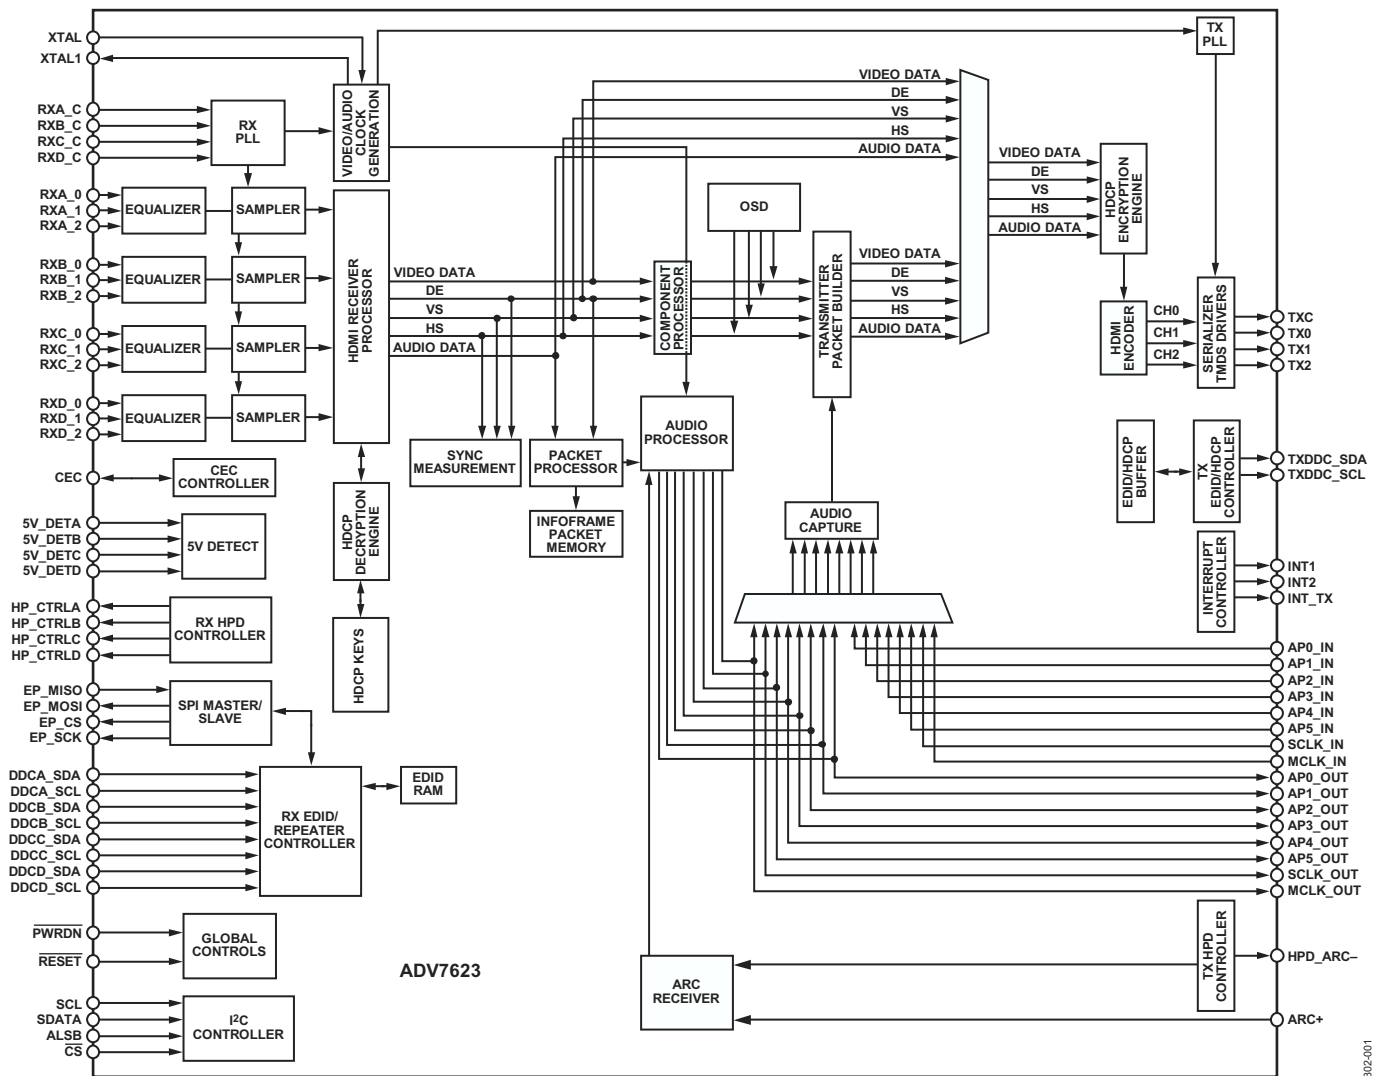 XTAL
XTAL1
RXA_C
RXB_C
RXC_C
RXD_C
RXA_0
RXA_1
RXA_2
RXB_0
RXB_1
RXB_2
RXC_0
RXC_1
RXC_2
RXD_0
RXD_1
RXD_2
CEC
5V_DETA
5V_DETB
5V_DETC
5V_DETD
HP_CTRLA
HP_CTRLB
HP_CTRLC
HP_CTRLD
EP_MISO
EP_MOSI
EP_CS
EP_SCK
DDCA_SDA
DDCA_SCL
DDCB_SDA
DDCB_SCL
DDCC_SDA
DDCC_SCL
DDCD_SDA
DDCD_SCL
PWRDN
RESET
SCL
SDATA
ALSB
CS
RX
PLL
EQUALIZER
SAMPLER
EQUALIZER
SAMPLER
EQUALIZER
SAMPLER
EQUALIZER
SAMPLER
CEC
CONTROLLER
5V DETECT
RX HPD
CONTROLLER
SPI MASTER/
SLAVE
RX EDID/
REPEATER
CONTROLLER
EDID
RAM
GLOBAL
CONTROLS
I2C
CONTROLLER
VIDEO/AUDIO
CLOCK
GENERATION
HDMI RECEIVER
PROCESSOR
HDCP
DECRYPTION
ENGINE
HDCP KEYS
VIDEO DATA
DE
VS
HS
AUDIO DATA
SYNC
MEASUREMENT
PACKET
PROCESSOR
INFOFRAME
PACKET
MEMORY
COMPONENT
PROCESSOR
AUDIO
PROCESSOR
OSD
TRANSMITTER
PACKET BUILDER
AUDIO
CAPTURE
ARC
RECEIVER
ADV7623
VIDEO DATA
DE
VS
HS
AUDIO DATA
VIDEO DATA
DE
VS
HS
AUDIO DATA
VIDEO DATA
DE
VS
HS
AUDIO DATA
TX
PLL
HDCP
ENCRYPTION
ENGINE
HDMI
ENCODER
CH0
CH1
CH2
SERIALIZER
TMDS DRIVERS
EDID/HDCP
BUFFER
TX
EDID/HDCP
CONTROLLER
INTERRUPT
CONTROLLER
TX HPD
CONTROLLER
TXC
TX0
TX1
TX2
TXDDC_SDA
TXDDC_SCL
INT1
INT2
INT_TX
AP0_IN
AP1_IN
AP2_IN
AP3_IN
AP4_IN
AP5_IN
SCLK_IN
MCLK_IN
AP0_OUT
AP1_OUT
AP2_OUT
AP3_OUT
AP4_OUT
AP5_OUT
SCLK_OUT
MCLK_OUT
HPD_ARC–
ARC+